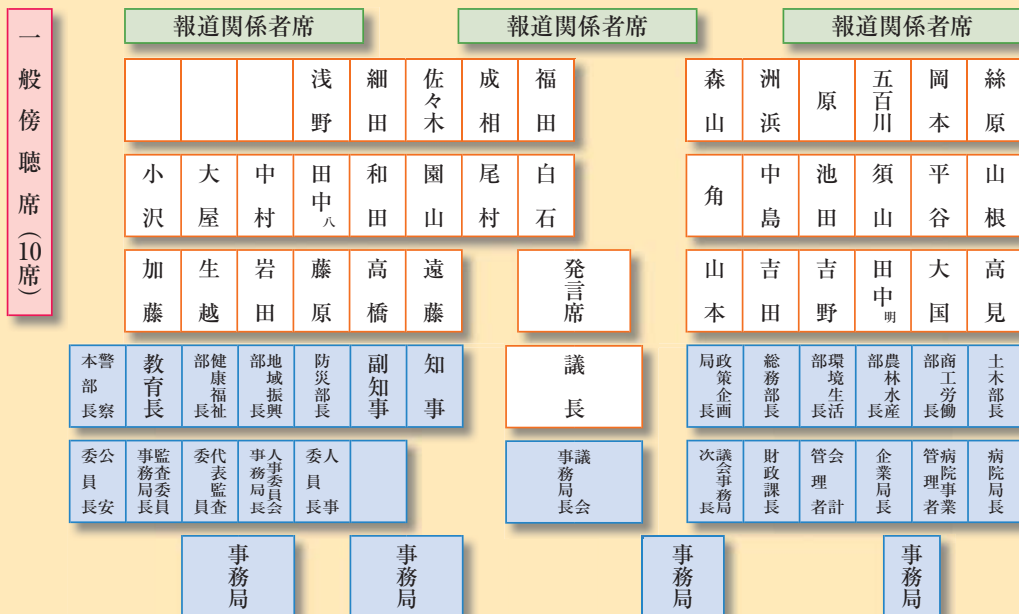 一般傍聴席(10席)
報道関係者席
報道関係者席
報道関係者席
浅野
細田
佐々木
成相
福田
森山
洲浜
原
五百川
岡本
絲原
小沢
大屋
中村
田中八
和田
園山
尾村
白石
角
中島
池田
須山
平谷
山根
加藤
生越
岩田
藤原
高橋
遠藤
発言席
山本
吉田
吉野
田中明
大国
高見
警察本部長
教育長
健康福祉部長
地域振興部長
防災部長
副知事
知事
議長
政策企画局長
総務部長
環境生活部長
農林水産部長
商工労働部長
土木部長
公安委員長
監査委員事務局長
代表監査委員
人事委員会事務局長
人事委員長
議会事務局長
議会事務局次長
財政課長
会計管理者
企業局長
病院事業管理者
病院局長
事務局
事務局
事務局
事務局